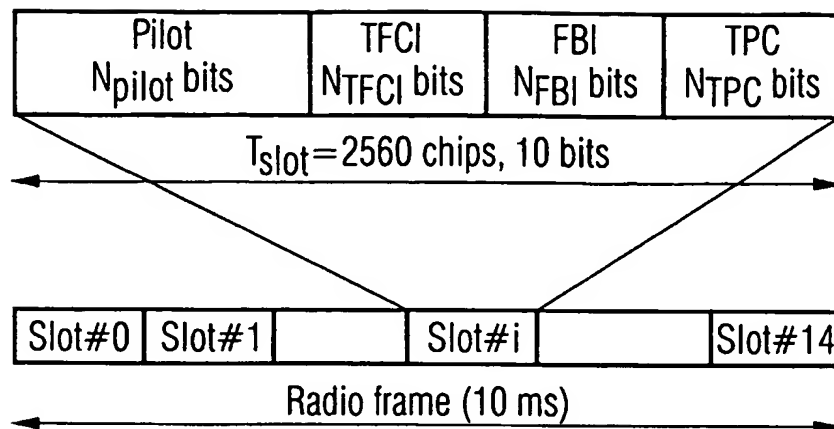 Pilot
Npilot bits
TFCI
NTFCI bits
FBI
NFBI bits
TPC
NTPC bits
Tslot=2560 chips, 10 bits
Slot#0 Slot#1 Slot#i Slot#14
Radio frame (10 ms)